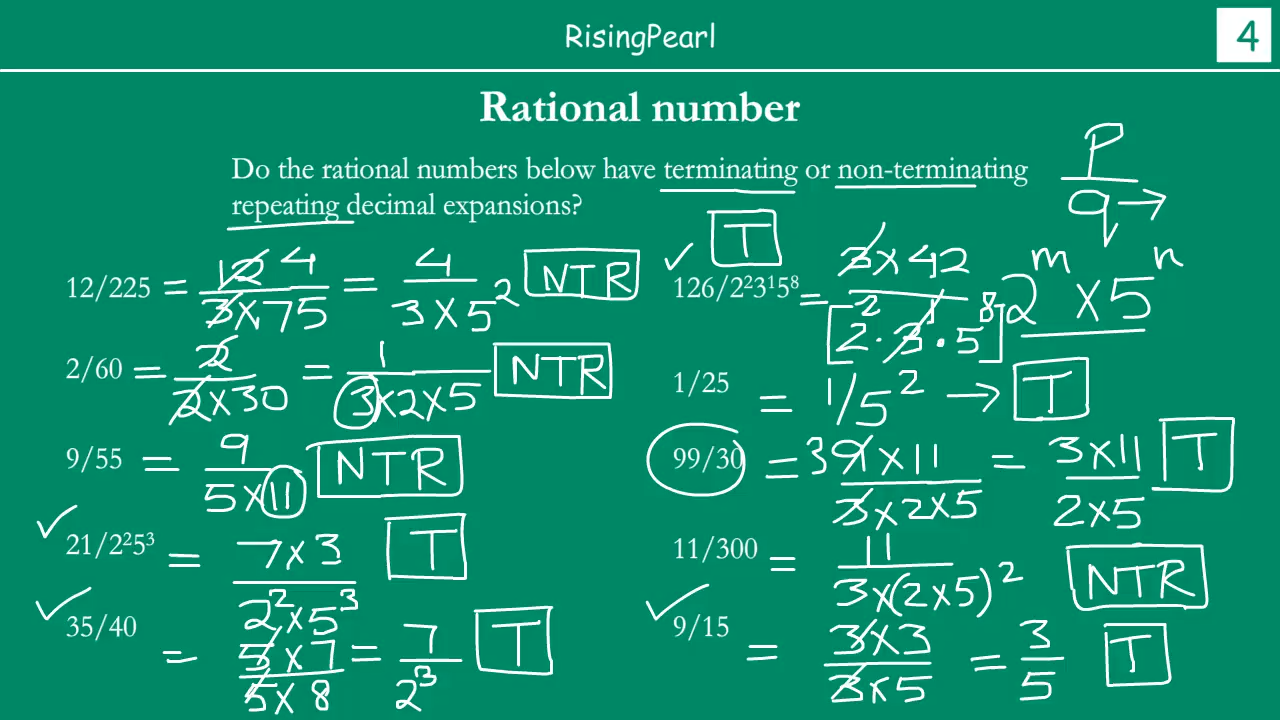 RisingPearl
4
Rational number
Do the rational numbers below have terminating or non-terminating
repeating decimal expansions?
P/q →
2^m × 5^n
12/225 = 12 4/3×75 = 4/3×5² NTR
2/60 = 2/2×30 = 1/3×2×5 NTR
9/55 = 9/5×11 NTR
✓ 21/2²5³ = 7×3/2²×5³ T
✓ 35/40 = 5×7/5×8 = 7/2³ T
✓ 126/2²3¹5⁸ = 3×42/[2²·3¹·5⁸] T
1/25 = 1/5² → T
99/30 = 3 9×11/3×2×5 = 3×11/2×5 T
11/300 = 11/3×(2×5)² NTR
✓ 9/15 = 3×3/3×5 = 3/5 T